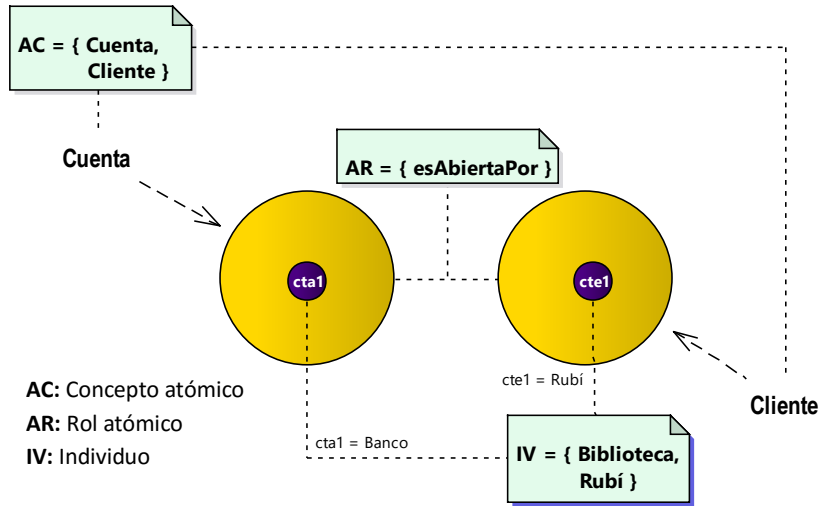 AC = { Cuenta,
Cliente }
Cuenta
AR = { esAbiertaPor }
cta1
cte1
AC: Concepto atómico
AR: Rol atómico
IV: Individuo
cte1 = Rubí
Cliente
cta1 = Banco
IV = { Biblioteca,
Rubí }